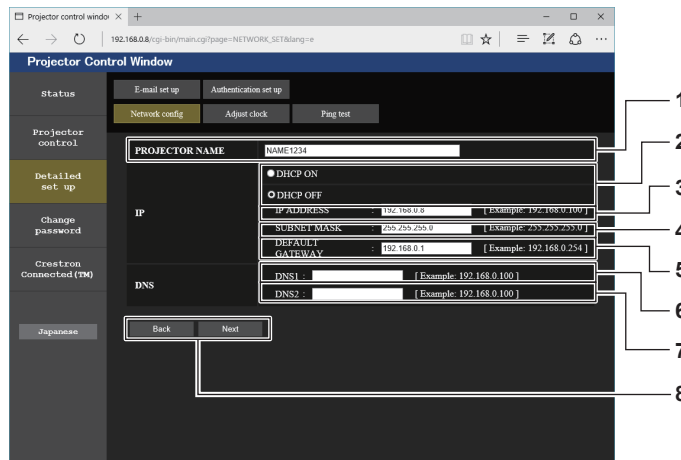 Projector control windo
192.168.0.8/cgi-bin/main.cgi?page=NETWORK_SET&lang=e
Projector Control Window
Status
E-mail set up Authentication set up
Network config Adjust clock Ping test
Projector control
PROJECTOR NAME NAME1234
1
DHCP ON
2
Detailed set up
DHCP OFF
IP
IP ADDRESS : 192.168.0.8 [ Example: 192.168.0.100 ]
3
Change password
SUBNET MASK : 255.255.255.0 [ Example: 255.255.255.0 ]
4
DEFAULT GATEWAY : 192.168.0.1 [ Example: 192.168.0.254 ]
5
Crestron Connected(TM)
DNS
DNS1 : [ Example: 192.168.0.100 ]
6
DNS2 : [ Example: 192.168.0.100 ]
7
Japanese
Back Next
8